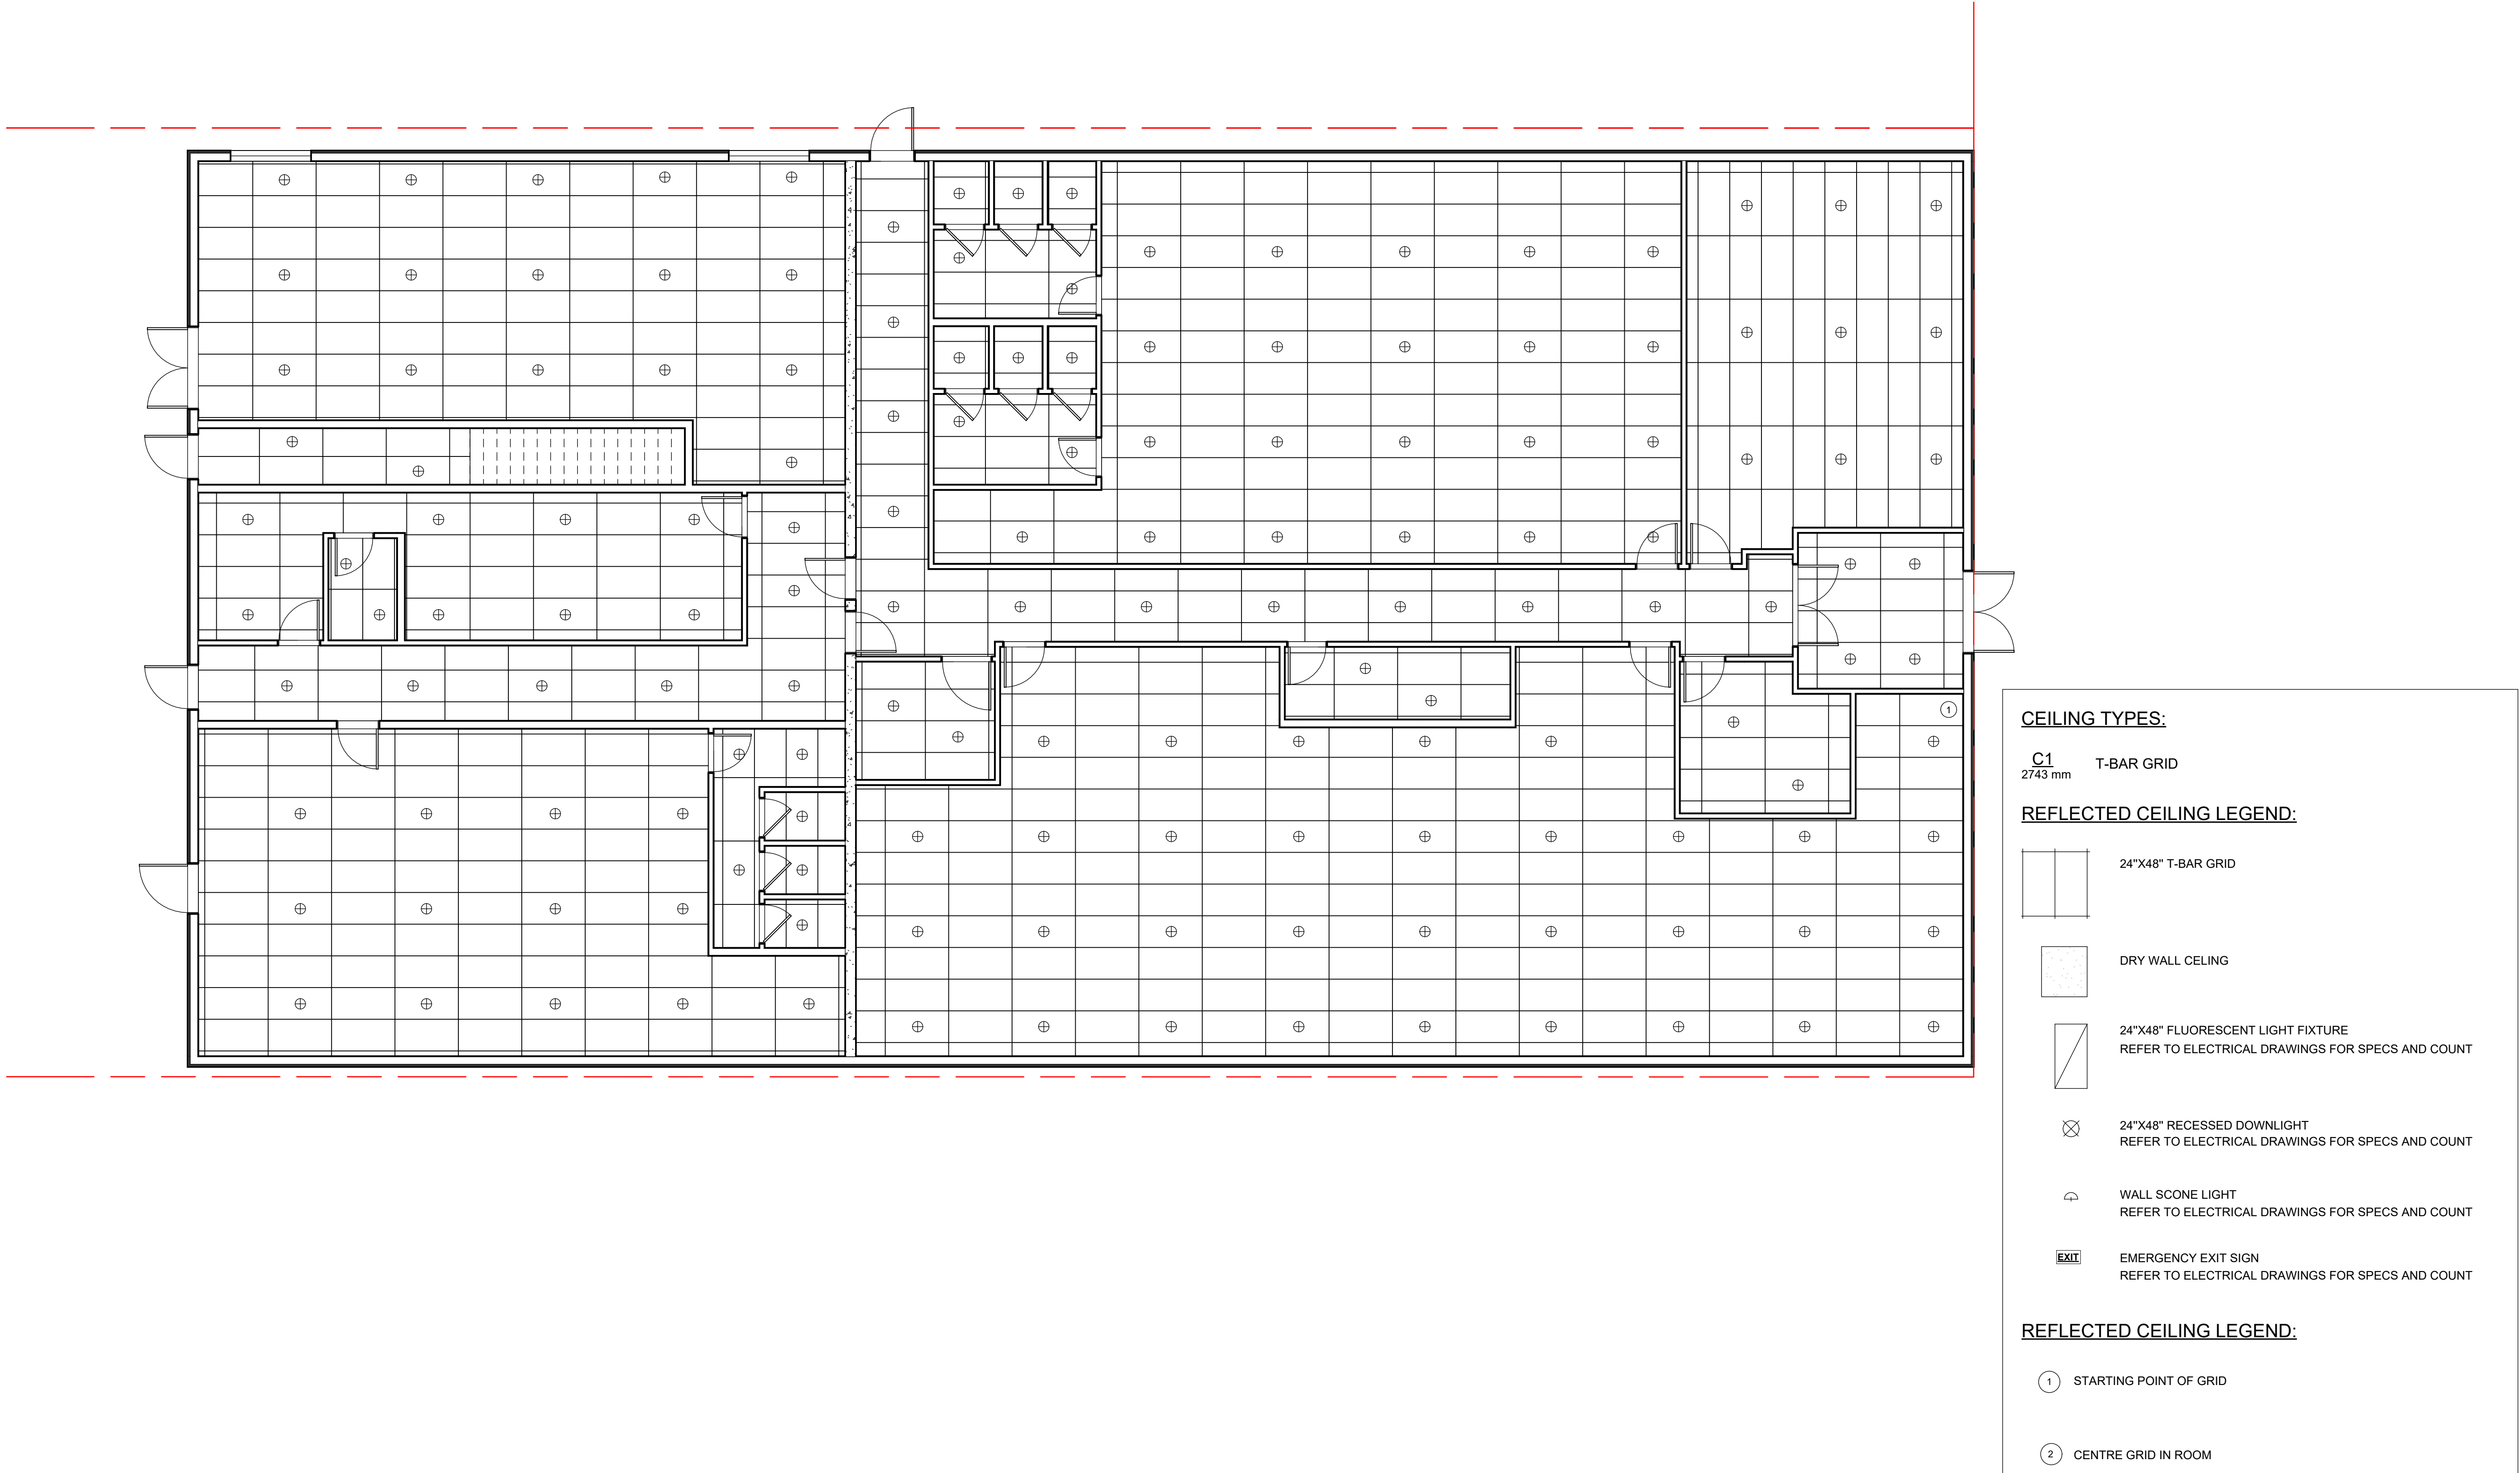 1
CEILING TYPES:
C1
2743 mm
T-BAR GRID
REFLECTED CEILING LEGEND:
24"X48" T-BAR GRID
DRY WALL CELING
24"X48" FLUORESCENT LIGHT FIXTURE
REFER TO ELECTRICAL DRAWINGS FOR SPECS AND COUNT
24"X48" RECESSED DOWNLIGHT
REFER TO ELECTRICAL DRAWINGS FOR SPECS AND COUNT
WALL SCONE LIGHT
REFER TO ELECTRICAL DRAWINGS FOR SPECS AND COUNT
EXIT
EMERGENCY EXIT SIGN
REFER TO ELECTRICAL DRAWINGS FOR SPECS AND COUNT
REFLECTED CEILING LEGEND:
1 STARTING POINT OF GRID
2 CENTRE GRID IN ROOM